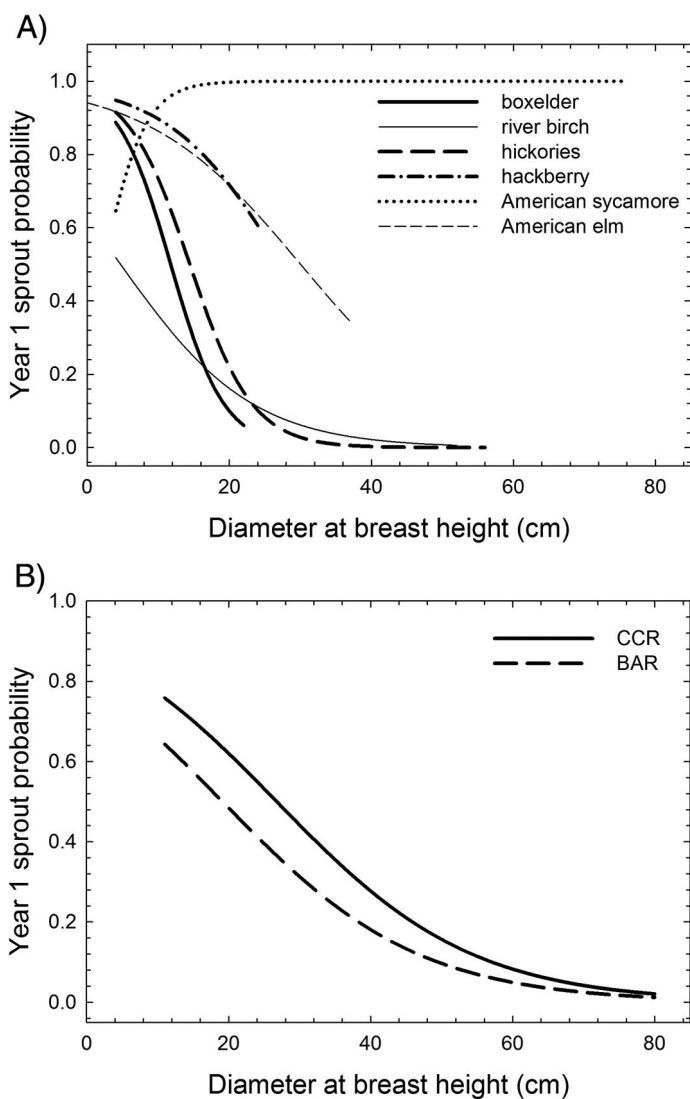 A)
1.0
0.8
0.6
0.4
0.2
0.0
Year 1 sprout probability
boxelder
river birch
hickories
hackberry
American sycamore
American elm
0 20 40 60 80
Diameter at breast height (cm)
B)
1.0
0.8
0.6
0.4
0.2
0.0
Year 1 sprout probability
CCR
BAR
0 20 40 60 80
Diameter at breast height (cm)